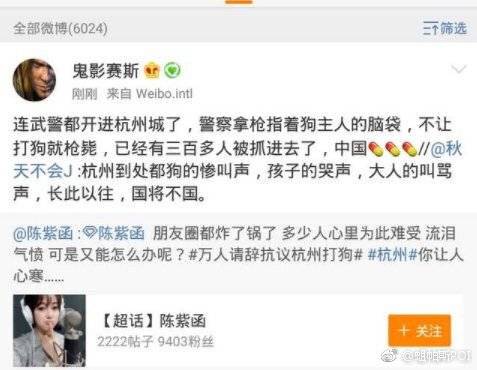 全部微博(6024)
筛选
鬼影赛斯
刚刚 来自 Weibo.intl
连武警都开进杭州城了，警察拿枪指着狗主人的脑袋，不让
打狗就枪毙，已经有三百多人被抓进去了，中国💊💊💊//@秋
天不会J :杭州到处都狗的惨叫声，孩子的哭声，大人的叫骂
声，长此以往，国将不国。
@陈紫函 :陈紫函 朋友圈都炸了锅了 多少人心里为此难受 流泪
气愤 可是又能怎么办呢？#万人请辞抗议杭州打狗# #杭州#你让人
心寒……
【超话】陈紫函
2222帖子 9403粉丝
+ 关注